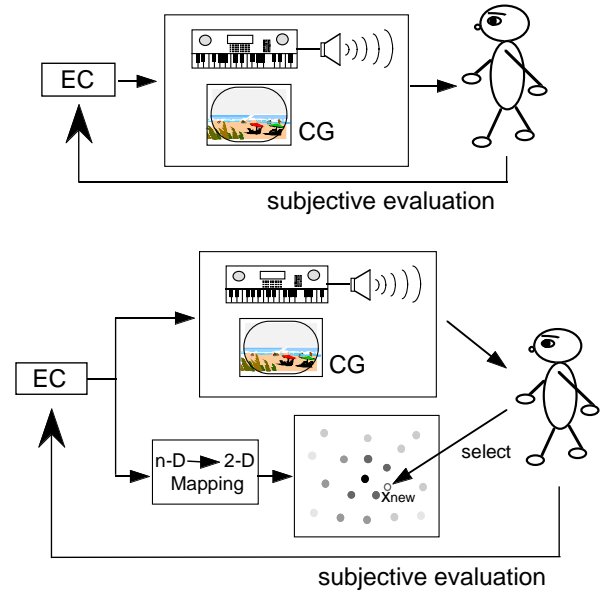 EC
CG
subjective evaluation
EC
CG
n-D 2-D
Mapping
select
Xnew
subjective evaluation